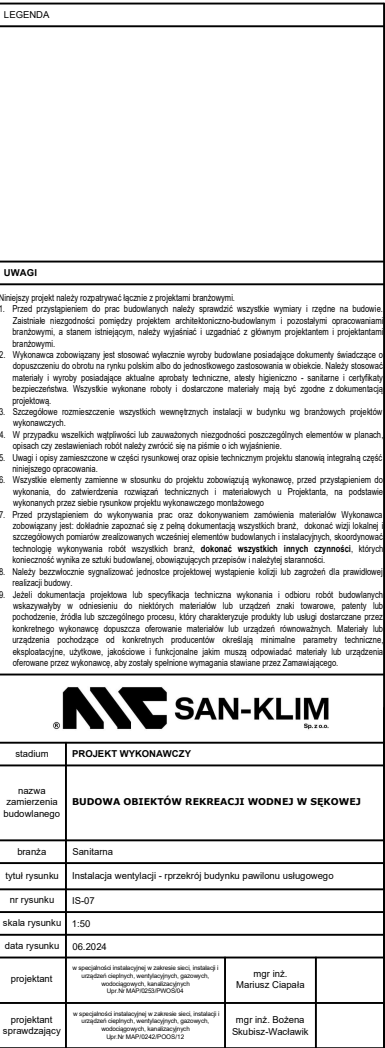 LEGENDA
UWAGI
Niniejszy projekt należy rozpatrywać łącznie z projektami branżowymi.
1. Przed przystąpieniem do prac budowlanych należy sprawdzić wszystkie wymiary i rzędne na budowie.
Zaistniałe niezgodności pomiędzy projektem architektoniczno-budowlanym i pozostałymi opracowaniami
branżowymi, a stanem istniejącym, należy wyjaśniać i uzgadniać z głównym projektantem i projektantami
branżowymi.
2. Wykonawca zobowiązany jest stosować wyłącznie wyroby budowlane posiadające dokumenty świadczące o
dopuszczeniu do obrotu na rynku polskim albo do jednostkowego zastosowania w obiekcie. Należy stosować
materiały i wyroby posiadające aktualne aprobaty techniczne, atesty higieniczno - sanitarne i certyfikaty
bezpieczeństwa. Wszystkie wykonane roboty i dostarczone materiały mają być zgodne z dokumentacją
projektową.
3. Szczegółowe rozmieszczenie wszystkich wewnętrznych instalacji w budynku wg branżowych projektów
wykonawczych.
4. W przypadku wszelkich wątpliwości lub zauważonych niezgodności poszczególnych elementów w planach,
opisach czy zestawieniach robót należy zwrócić się na piśmie o ich wyjaśnienie.
5. Uwagi i opisy zamieszczone w części rysunkowej oraz opisie technicznym projektu stanowią integralną część
niniejszego opracowania.
6. Wszystkie elementy zamienne w stosunku do projektu zobowiązują wykonawcę, przed przystąpieniem do
wykonania, do zatwierdzenia rozwiązań technicznych i materiałowych u Projektanta, na podstawie
wykonanych przez siebie rysunkow projektu wykonawczego montażowego
7. Przed przystąpieniem do wykonywania prac oraz dokonywaniem zamówienia materiałów Wykonawca
zobowiązany jest: dokładnie zapoznać się z pełną dokumentacją wszystkich branż, dokonać wizji lokalnej i
szczegółowych pomiarów zrealizowanych wcześniej elementów budowlanych i instalacyjnych, skoordynować
technologię wykonywania robót wszystkich branż, dokonać wszystkich innych czynności, których
konieczność wynika ze sztuki budowlanej, obowiązujących przepisów i należytej staranności.
8. Należy bezzwłocznie sygnalizować jednostce projektowej wystąpienie kolizji lub zagrożeń dla prawidłowej
realizacji budowy.
9. Jeżeli dokumentacja projektowa lub specyfikacja techniczna wykonania i odbioru robót budowlanych
wskazywałyby w odniesieniu do niektórych materiałów lub urządzeń znaki towarowe, patenty lub
pochodzenie, źródła lub szczególnego procesu, który charakteryzuje produkty lub usługi dostarczane przez
konkretnego wykonawcę dopuszcza oferowanie materiałów lub urządzeń równoważnych. Materiały lub
urządzenia pochodzące od konkretnych producentów określają minimalne parametry techniczne,
eksploatacyjne, użytkowe, jakościowe i funkcjonalne jakim muszą odpowiadać materiały lub urządzenia
oferowane przez wykonawcę, aby zostały spełnione wymagania stawiane przez Zamawiającego.
® SAN-KLIM
Sp. z o.o.
stadium PROJEKT WYKONAWCZY
nazwa
zamierzenia
budowlanego
BUDOWA OBIEKTÓW REKREACJI WODNEJ W SĘKOWEJ
branża Sanitarna
tytuł rysunku Instalacja wentylacji - rprzekrój budynku pawilonu usługowego
nr rysunku IS-07
skala rysunku 1:50
data rysunku 06.2024
projektant
w specjalności instalacyjnej w zakresie sieci, instalacji i
urządzeń cieplnych, wentylacyjnych, gazowych,
wodociągowych, kanalizacyjnych
Upr.Nr MAP/0253/PWOS/04
mgr inż.
Mariusz Ciapała
projektant
sprawdzający
w specjalności instalacyjnej w zakresie sieci, instalacji i
urządzeń cieplnych, wentylacyjnych, gazowych,
wodociągowych, kanalizacyjnych
Upr.Nr MAP/0242/POOS/12
mgr inż. Bożena
Skubisz-Wacławik